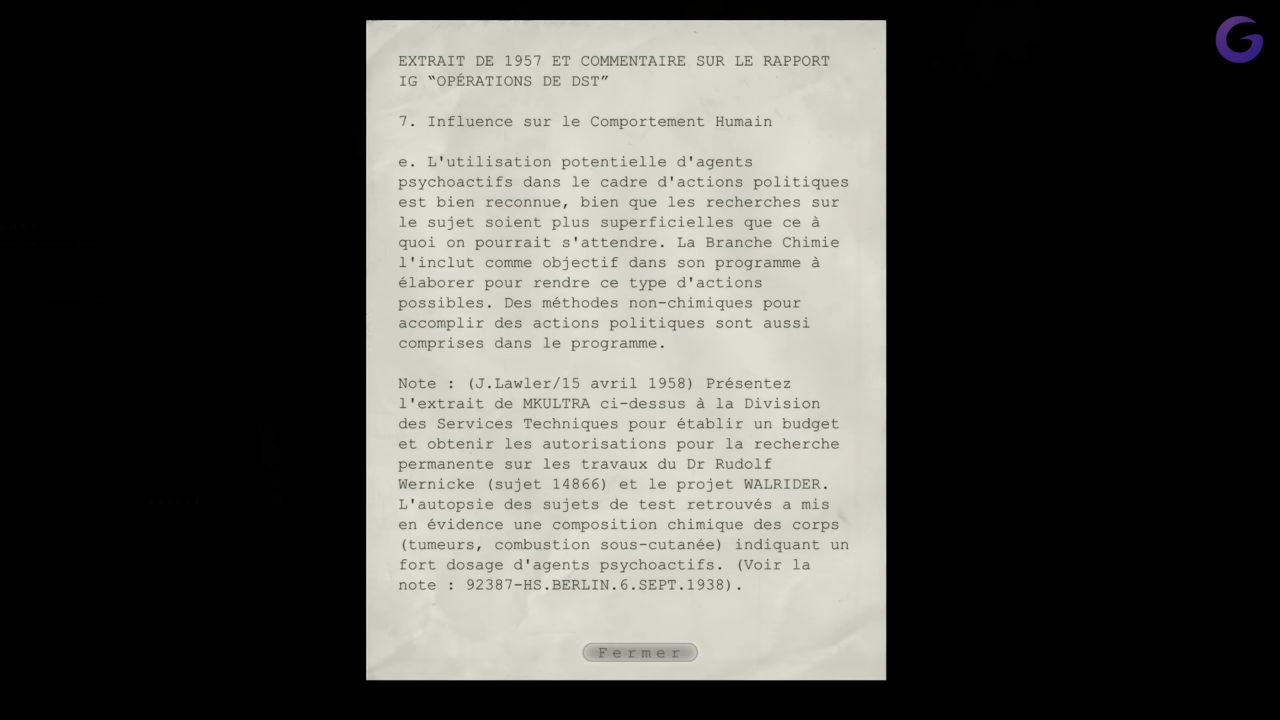 EXTRAIT DE 1957 ET COMMENTAIRE SUR LE RAPPORT
IG “OPÉRATIONS DE DST”
7. Influence sur le Comportement Humain
e. L'utilisation potentielle d'agents
psychoactifs dans le cadre d'actions politiques
est bien reconnue, bien que les recherches sur
le sujet soient plus superficielles que ce à
quoi on pourrait s'attendre. La Branche Chimie
l'inclut comme objectif dans son programme à
élaborer pour rendre ce type d'actions
possibles. Des méthodes non-chimiques pour
accomplir des actions politiques sont aussi
comprises dans le programme.
Note : (J.Lawler/15 avril 1958) Présentez
l'extrait de MKULTRA ci-dessus à la Division
des Services Techniques pour établir un budget
et obtenir les autorisations pour la recherche
permanente sur les travaux du Dr Rudolf
Wernicke (sujet 14866) et le projet WALRIDER.
L'autopsie des sujets de test retrouvés a mis
en évidence une composition chimique des corps
(tumeurs, combustion sous-cutanée) indiquant un
fort dosage d'agents psychoactifs. (Voir la
note : 92387-HS.BERLIN.6.SEPT.1938).
Fermer